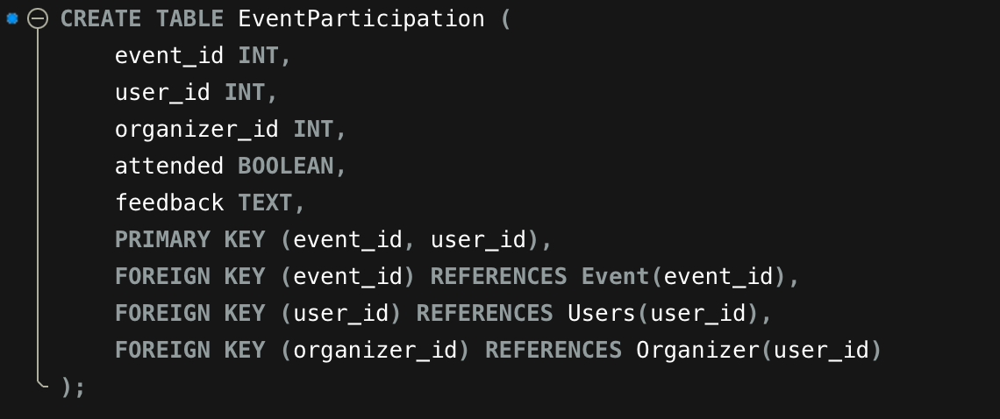 CREATE TABLE EventParticipation (
    event_id INT,
    user_id INT,
    organizer_id INT,
    attended BOOLEAN,
    feedback TEXT,
    PRIMARY KEY (event_id, user_id),
    FOREIGN KEY (event_id) REFERENCES Event(event_id),
    FOREIGN KEY (user_id) REFERENCES Users(user_id),
    FOREIGN KEY (organizer_id) REFERENCES Organizer(user_id)
);